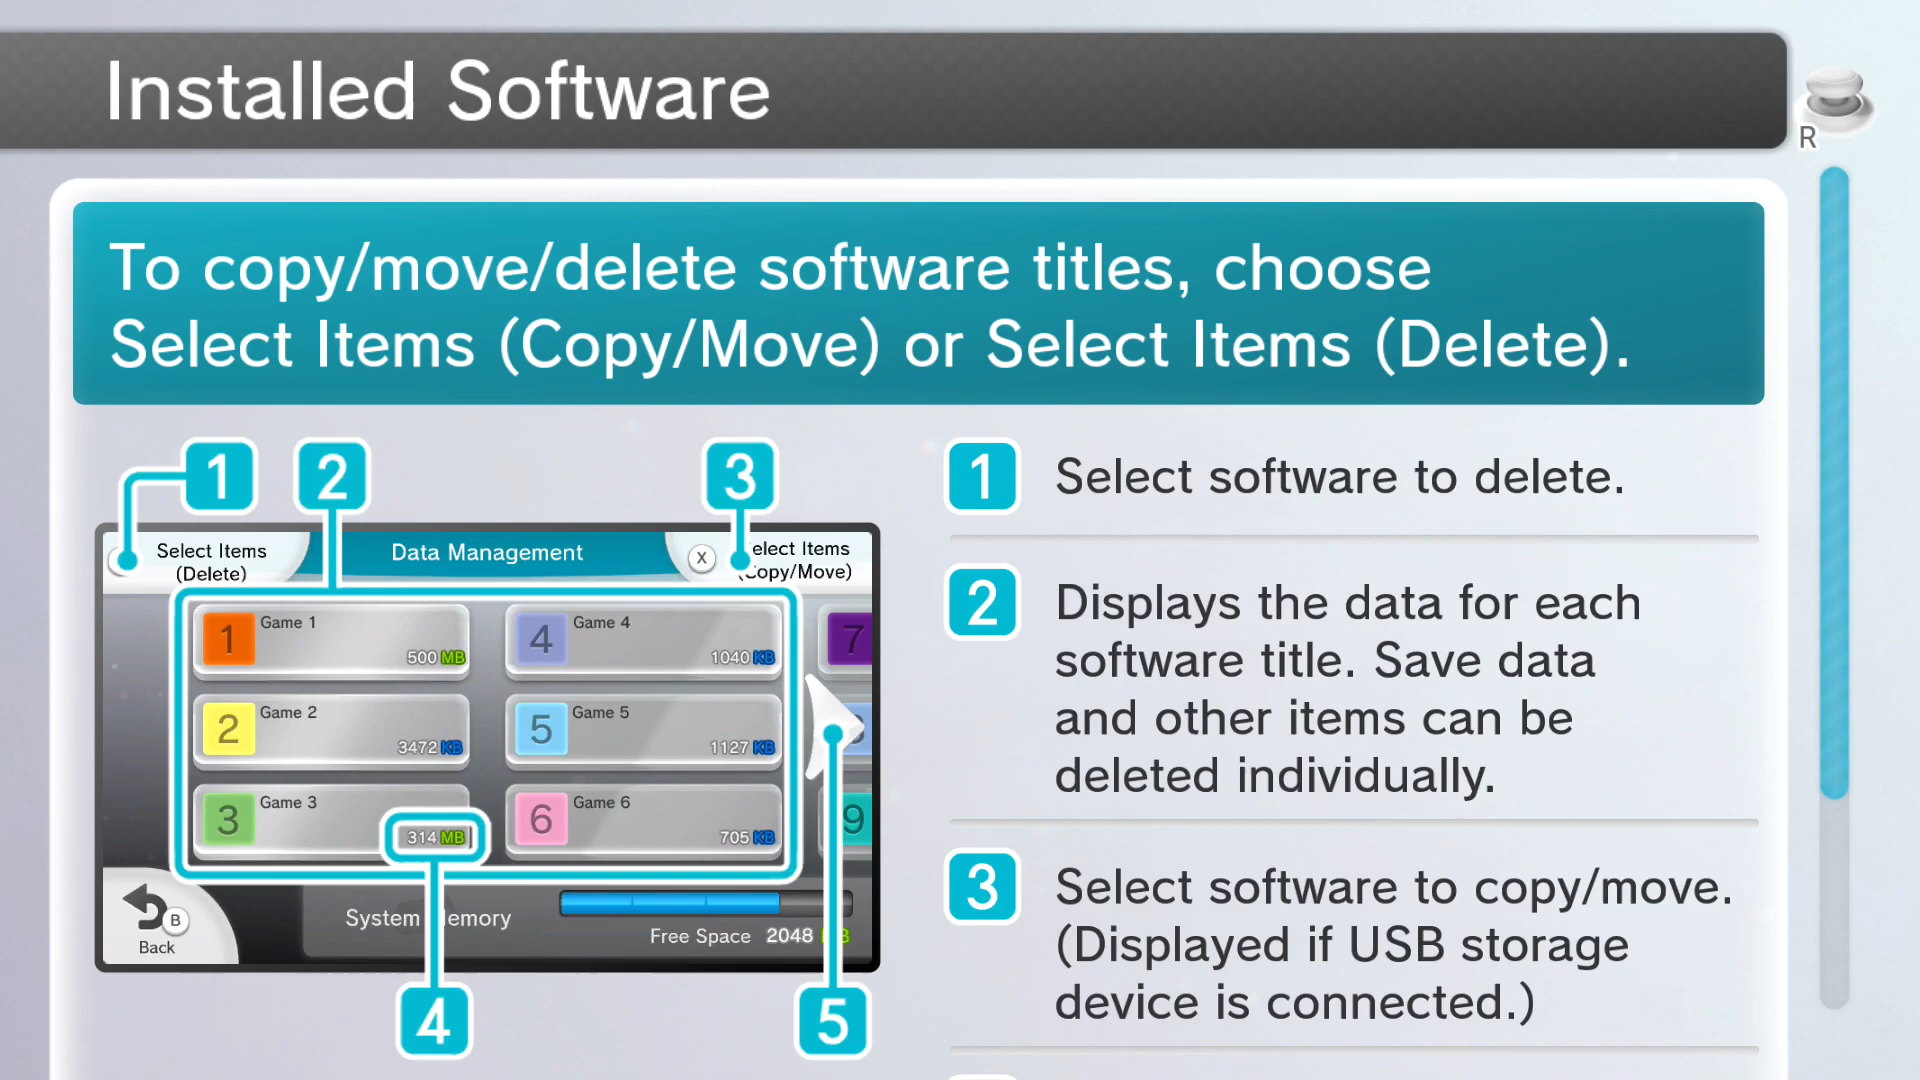 Installed Software
R
To copy/move/delete software titles, choose
Select Items (Copy/Move) or Select Items (Delete).
1
2
3
Select Items
(Delete)
Data Management
X
elect Items
Copy/Move)
1
Game 1
500 MB
4
Game 4
1040 KB
7
2
Game 2
3472 KB
5
Game 5
1127 KB
3
Game 3
314 MB
6
Game 6
705 KB
9
B
Back
System emory
Free Space 2048
4
5
1 Select software to delete.
2 Displays the data for each
software title. Save data
and other items can be
deleted individually.
3 Select software to copy/move.
(Displayed if USB storage
device is connected.)